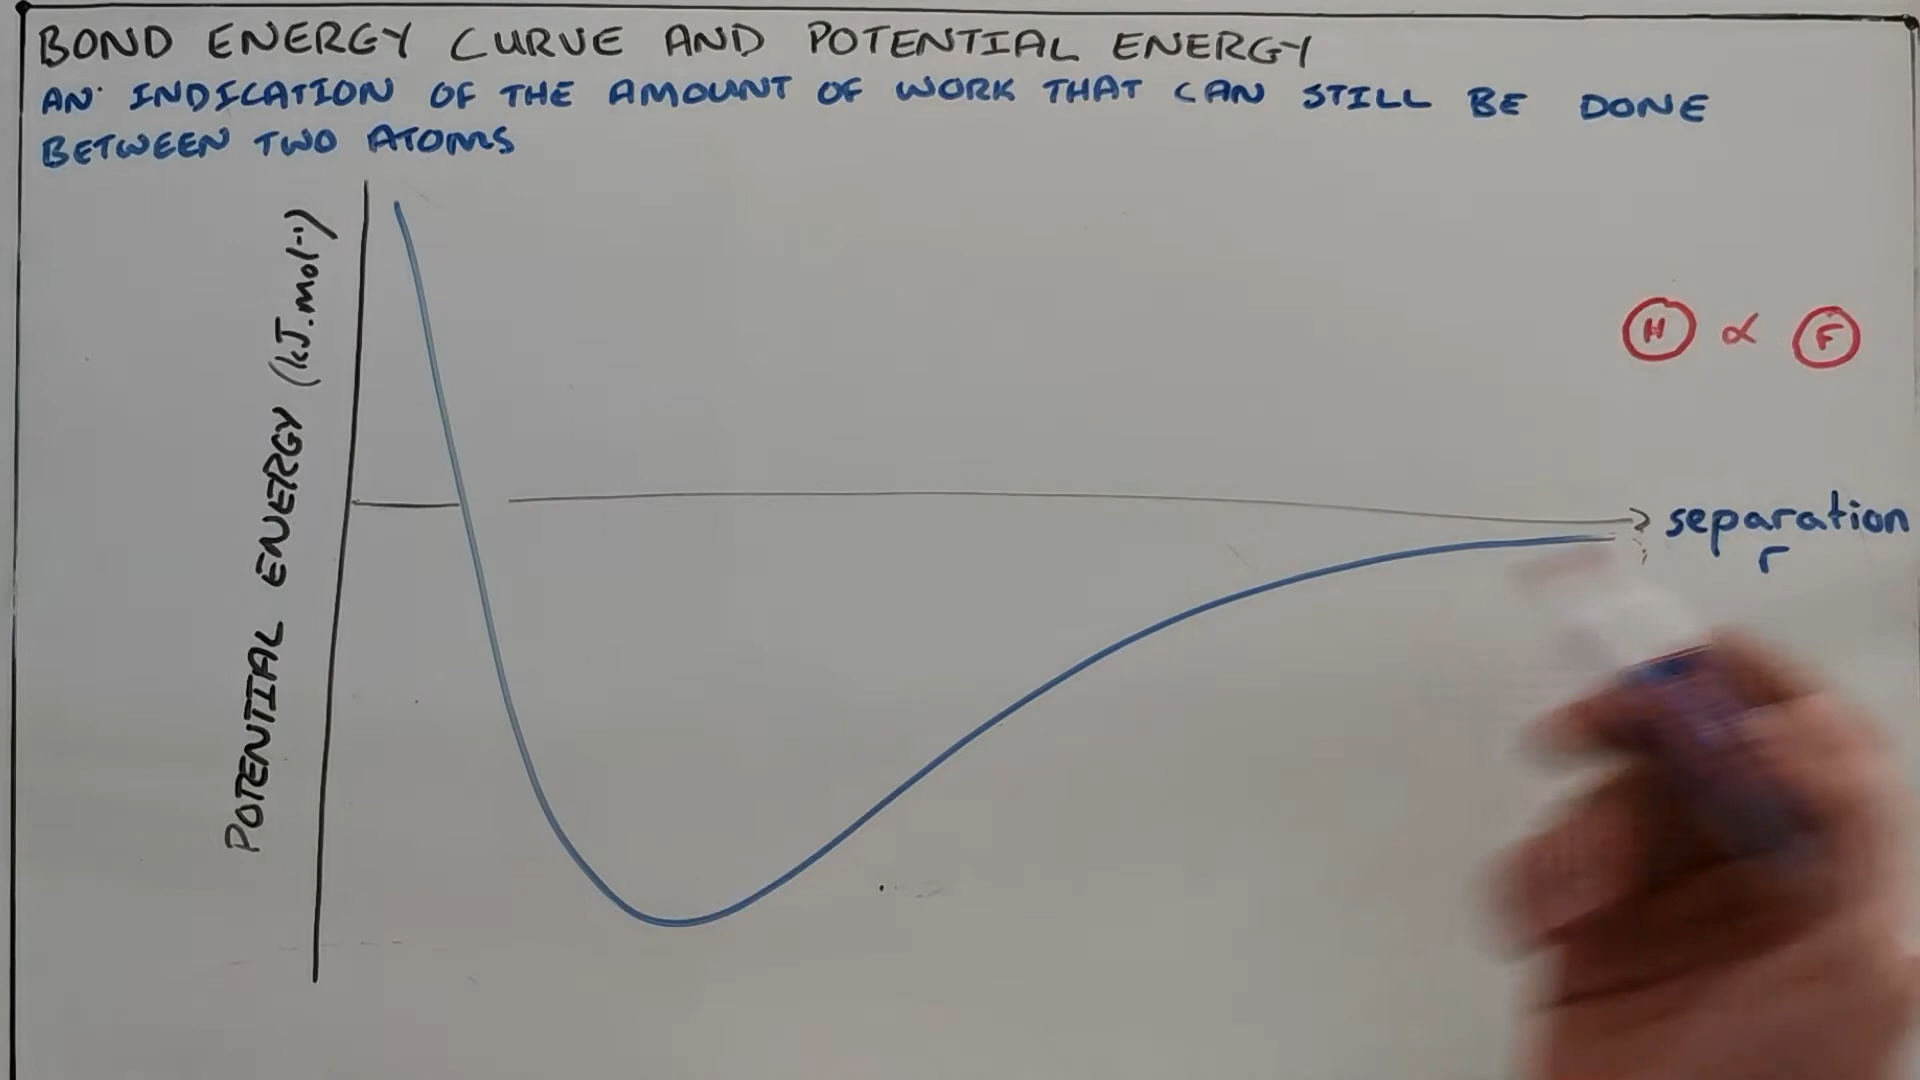 BOND ENERGY CURVE AND POTENTIAL ENERGY
AN INDICATION OF THE AMOUNT OF WORK THAT CAN STILL BE DONE
BETWEEN TWO ATOMS
POTENTIAL ENERGY (kJ.mol⁻¹)
H ∝ F
separation
r